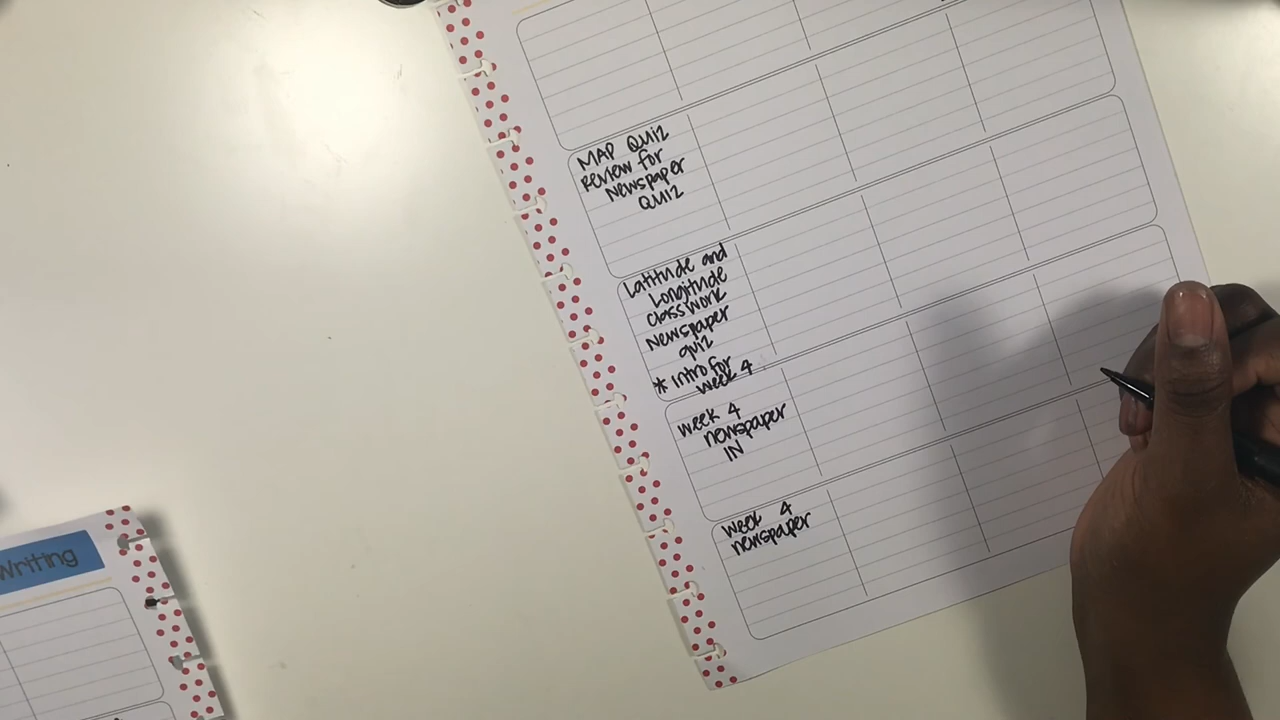 MAP QUIZ
Review for
Newspaper
QUIZ
Latitude and
Longitude
classwork
Newspaper
quiz
* Intro for
week 4
week 4
newspaper
IN
week 4
newspaper
Writing